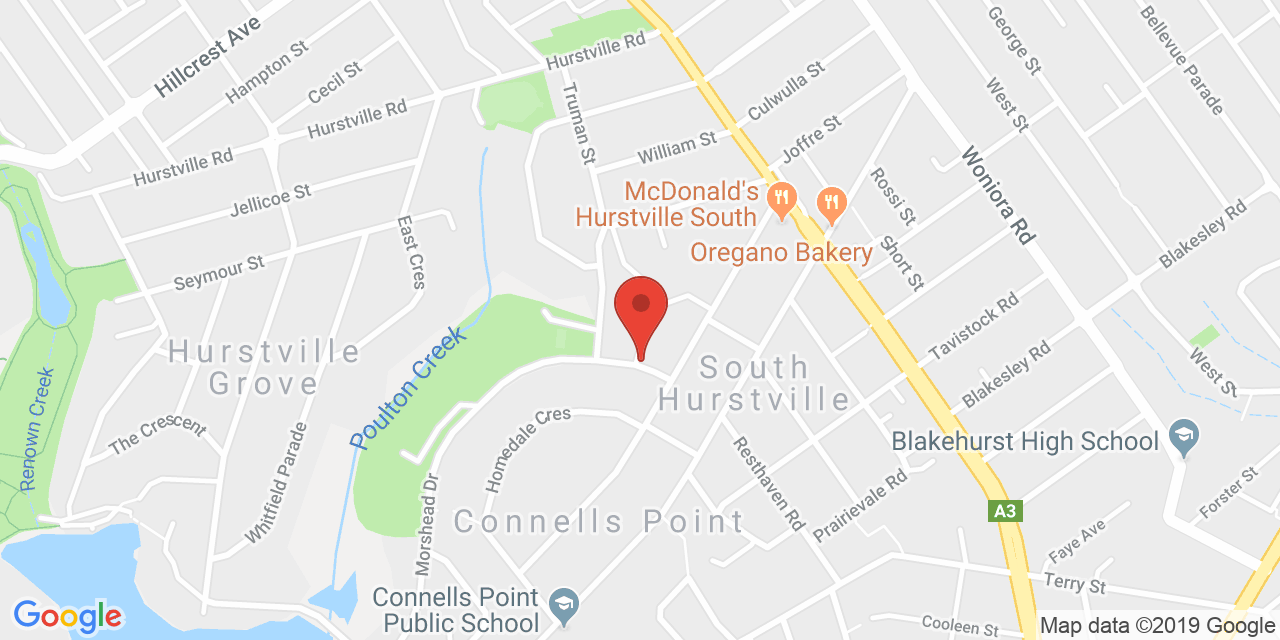 Hillcrest Ave
Hampton St
Cecil St
Hurstville Rd
George St
Bellevue Parade
West St
Hurstville Rd
Truman St
Culwulla St
Joffre St
William St
Hurstville Rd
Woniora Rd
Jellicoe St
McDonald's
Hurstville South
Rossi St
Blakesley Rd
East Cres
Oregano Bakery
Short St
Seymour St
Tavistock Rd
Hurstville
Grove
Poulton Creek
South
Hurstville
Blakesley Rd
West St
Renown Creek
The Crescent
Homedale Cres
Blakehurst High School
Whitfield Parade
Resthaven Rd
Prairievale Rd
Forster St
Morshead Dr
Connells Point
A3
Faye Ave
Terry St
Connells Point
Public School
Cooleen St
Google
Map data ©2019 Google